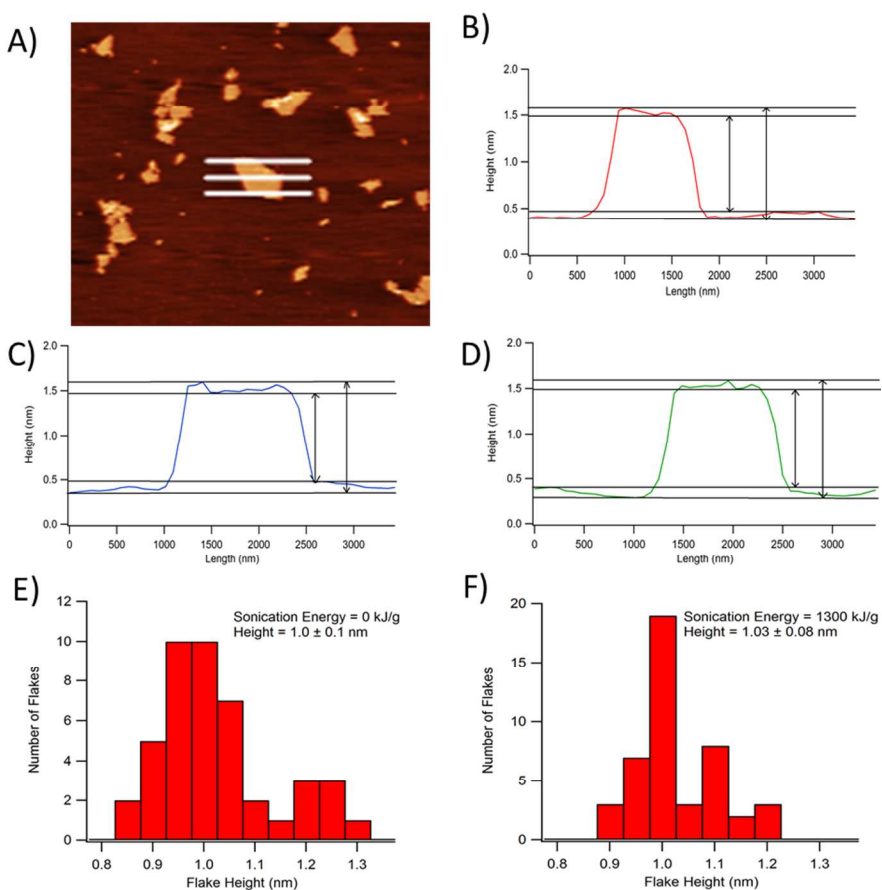 A)
B)
2.0
1.5
1.0
0.5
0.0
Height (nm)
0 500 1000 1500 2000 2500 3000
Length (nm)
C)
2.0
1.5
1.0
0.5
0.0
Height (nm)
0 500 1000 1500 2000 2500 3000
Length (nm)
D)
2.0
1.5
1.0
0.5
0.0
Height (nm)
0 500 1000 1500 2000 2500 3000
Length (nm)
E)
Sonication Energy = 0 kJ/g
Height = 1.0 ± 0.1 nm
12
10
8
6
4
2
0
Number of Flakes
0.8 0.9 1.0 1.1 1.2 1.3
Flake Height (nm)
F)
Sonication Energy = 1300 kJ/g
Height = 1.03 ± 0.08 nm
20
15
10
5
0
Number of Flakes
0.8 0.9 1.0 1.1 1.2 1.3
Flake Height (nm)